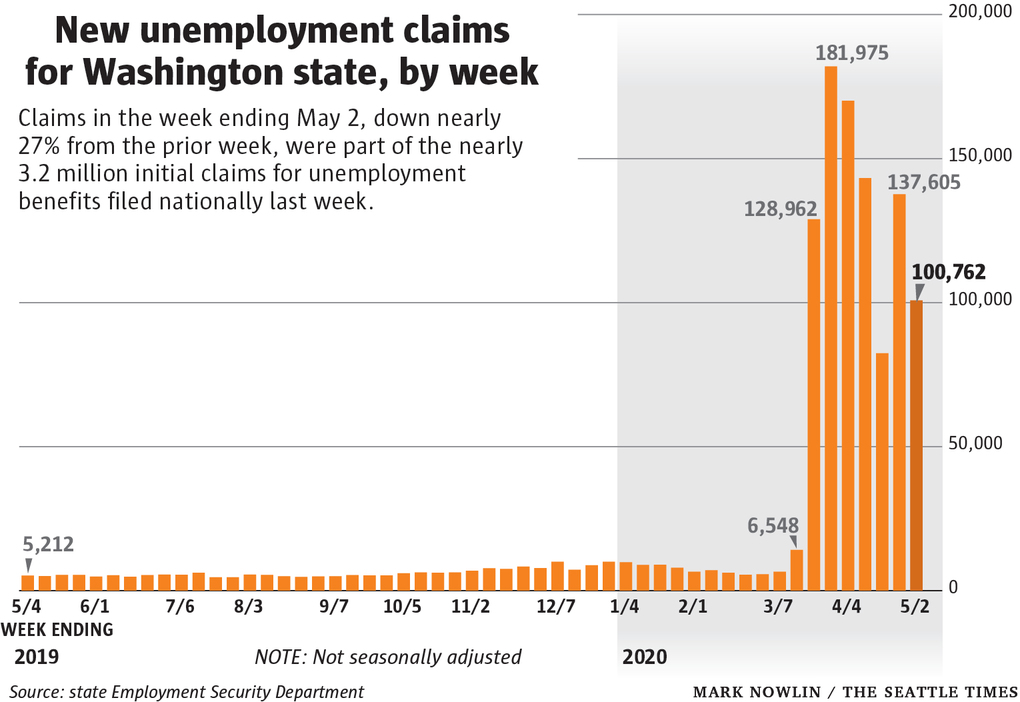 New unemployment claims
for Washington state, by week
Claims in the week ending May 2, down nearly
27% from the prior week, were part of the nearly
3.2 million initial claims for unemployment
benefits filed nationally last week.
200,000
181,975
150,000
137,605
128,962
100,762
100,000
50,000
6,548
5,212
0
5/4 6/1 7/6 8/3 9/7 10/5 11/2 12/7 1/4 2/1 3/7 4/4 5/2
WEEK ENDING
2019 NOTE: Not seasonally adjusted 2020
Source: state Employment Security Department MARK NOWLIN / THE SEATTLE TIMES